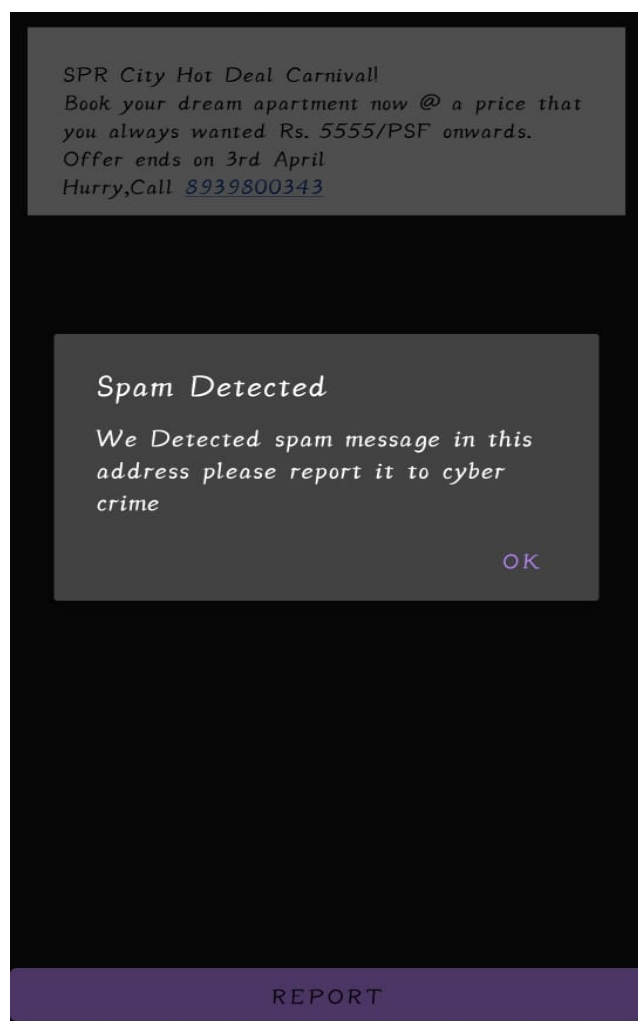 SPR City Hot Deal Carnival!
Book your dream apartment now @ a price that
you always wanted Rs. 5555/PSF onwards.
Offer ends on 3rd April
Hurry,Call 8939800343
Spam Detected
We Detected spam message in this
address please report it to cyber
crime
OK
REPORT